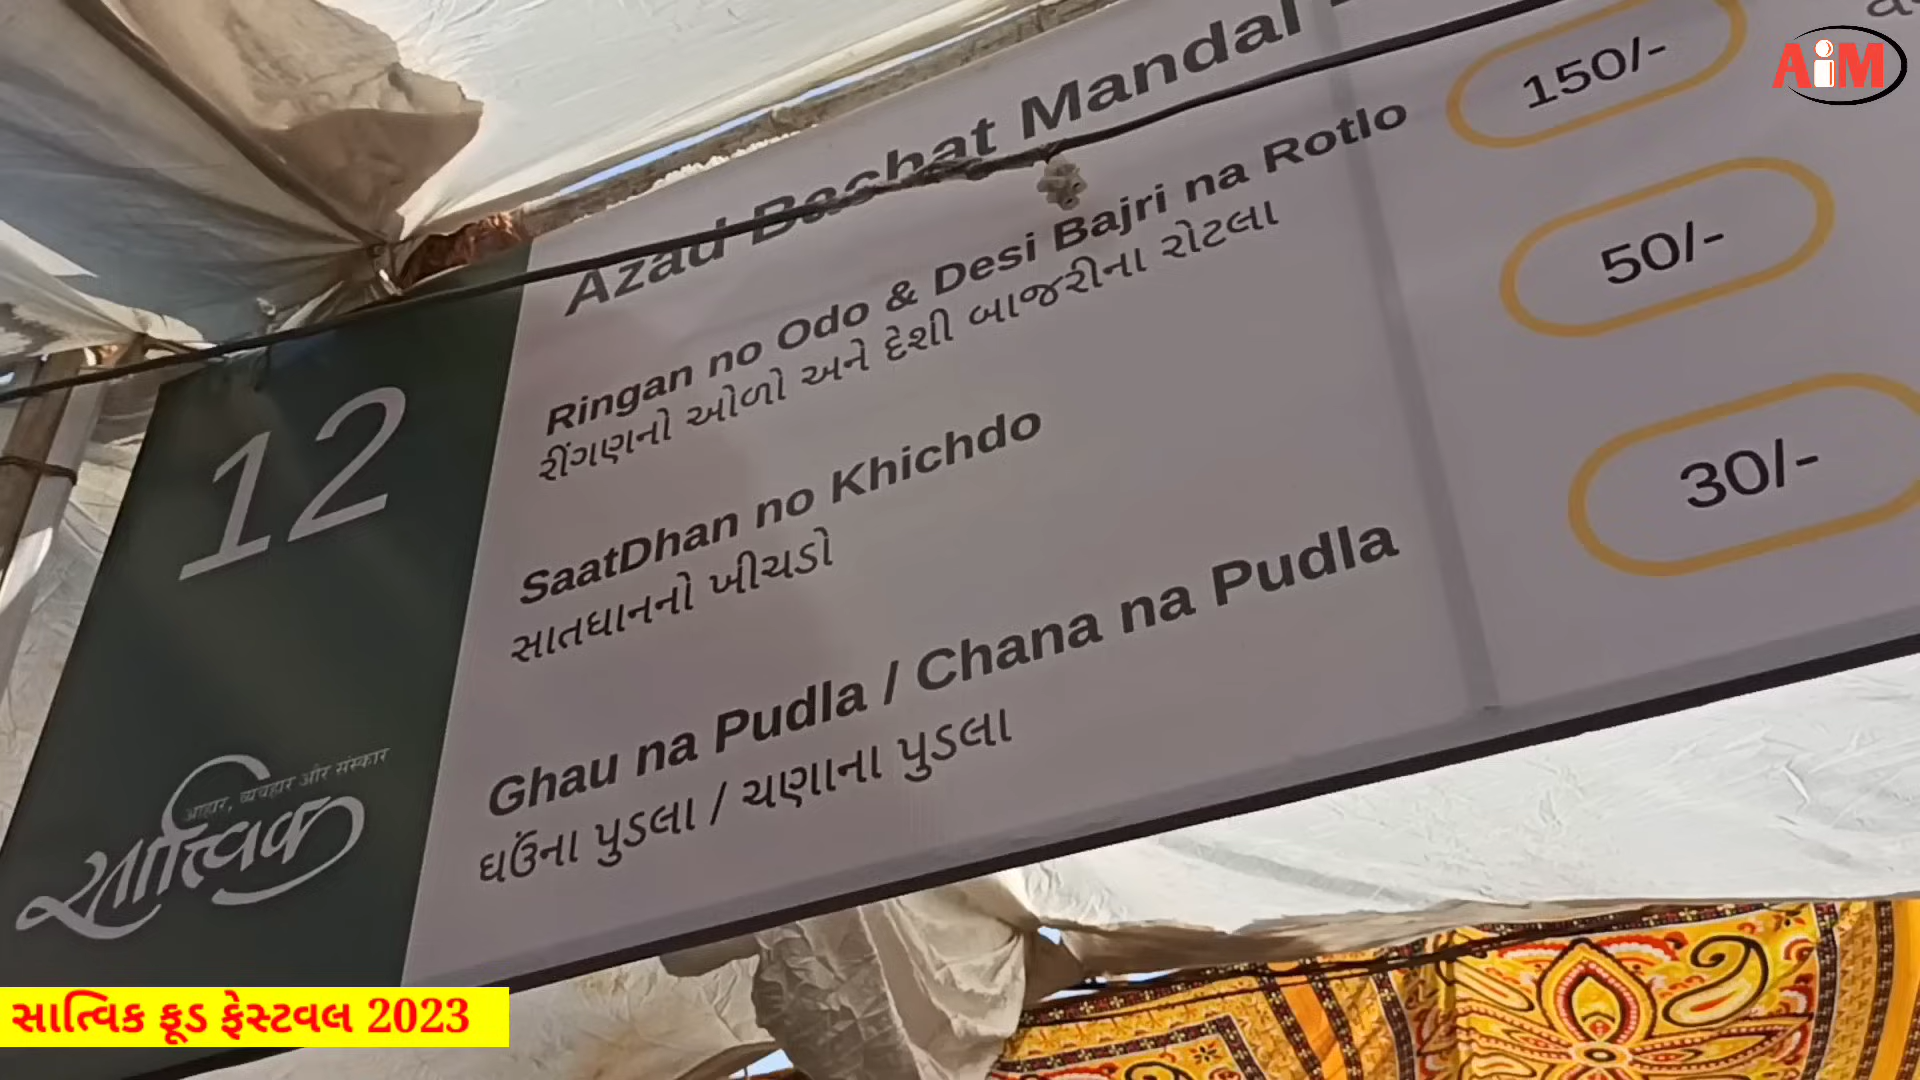 AiM
Azad Bachat Mandal
Ringan no Odo & Desi Bajri na Rotlo
રીંગણનો ઓળો અને દેશી બાજરીના રોટલા
150/-
SaatDhan no Khichdo
સાતધાનનો ખીચડો
50/-
Ghau na Pudla / Chana na Pudla
ઘઉંના પુડલા / ચણાના પુડલા
30/-
12
आहार, व्यवहार और संस्कार
सात्त्विक
સાત્વિક ફૂડ ફેસ્ટવલ 2023